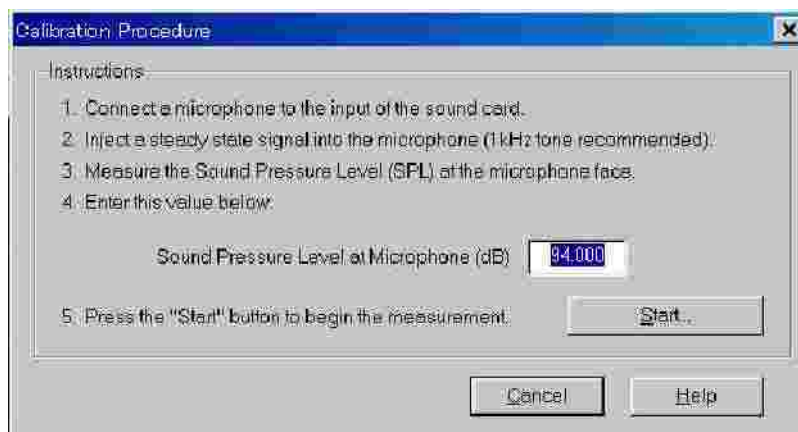 Calibration Procedure
Instructions
1. Connect a microphone to the input of the sound card.
2. Inject a steady state signal into the microphone (1kHz tone recommended).
3. Measure the Sound Pressure Level (SPL) at the microphone face.
4. Enter this value below:
Sound Pressure Level at Microphone (dB) 94.000
5. Press the "Start" button to begin the measurement. Start...
Cancel Help